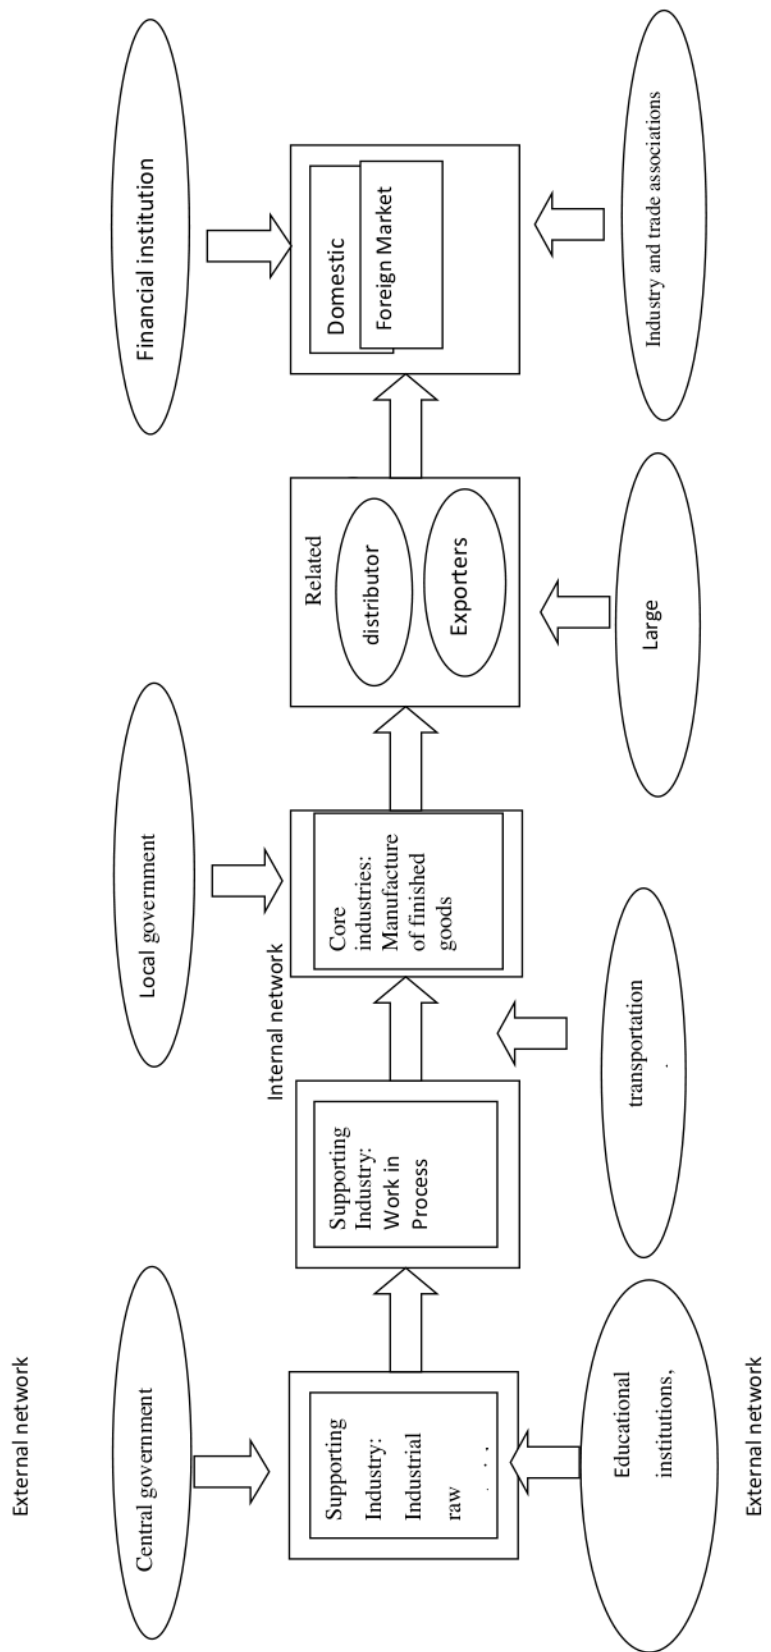 External network
Central government
Local government
Financial institution
Internal network
Supporting
Industry:
Industrial
raw
Supporting
Industry:
Work in
Process
Core
industries:
Manufacture
of finished
goods
Related
distributor
Exporters
Domestic
Foreign Market
Educational
institutions,
transportation
Large
Industry and trade associations
External network